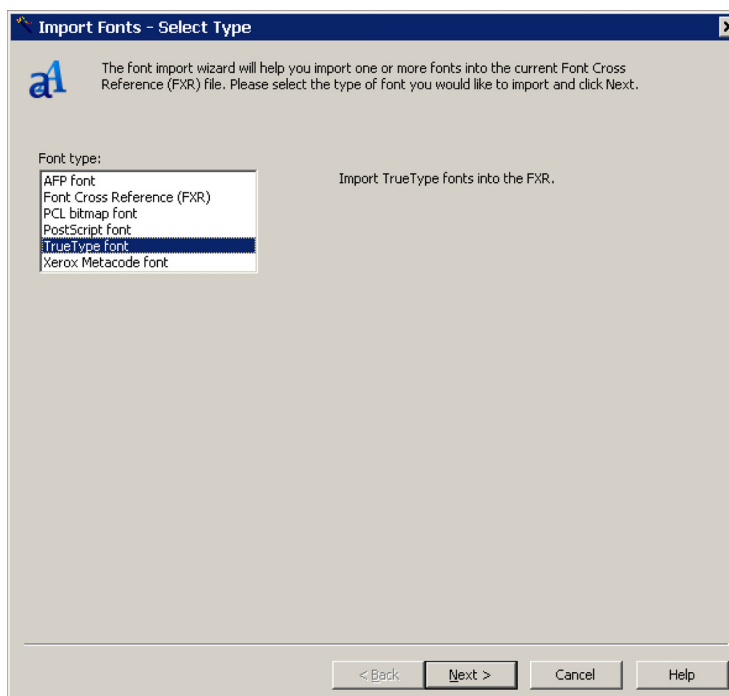 Import Fonts - Select Type
The font import wizard will help you import one or more fonts into the current Font Cross
Reference (FXR) file. Please select the type of font you would like to import and click Next.
Font type:
AFP font
Font Cross Reference (FXR)
PCL bitmap font
PostScript font
TrueType font
Xerox Metacode font
Import TrueType fonts into the FXR.
< Back
Next >
Cancel
Help